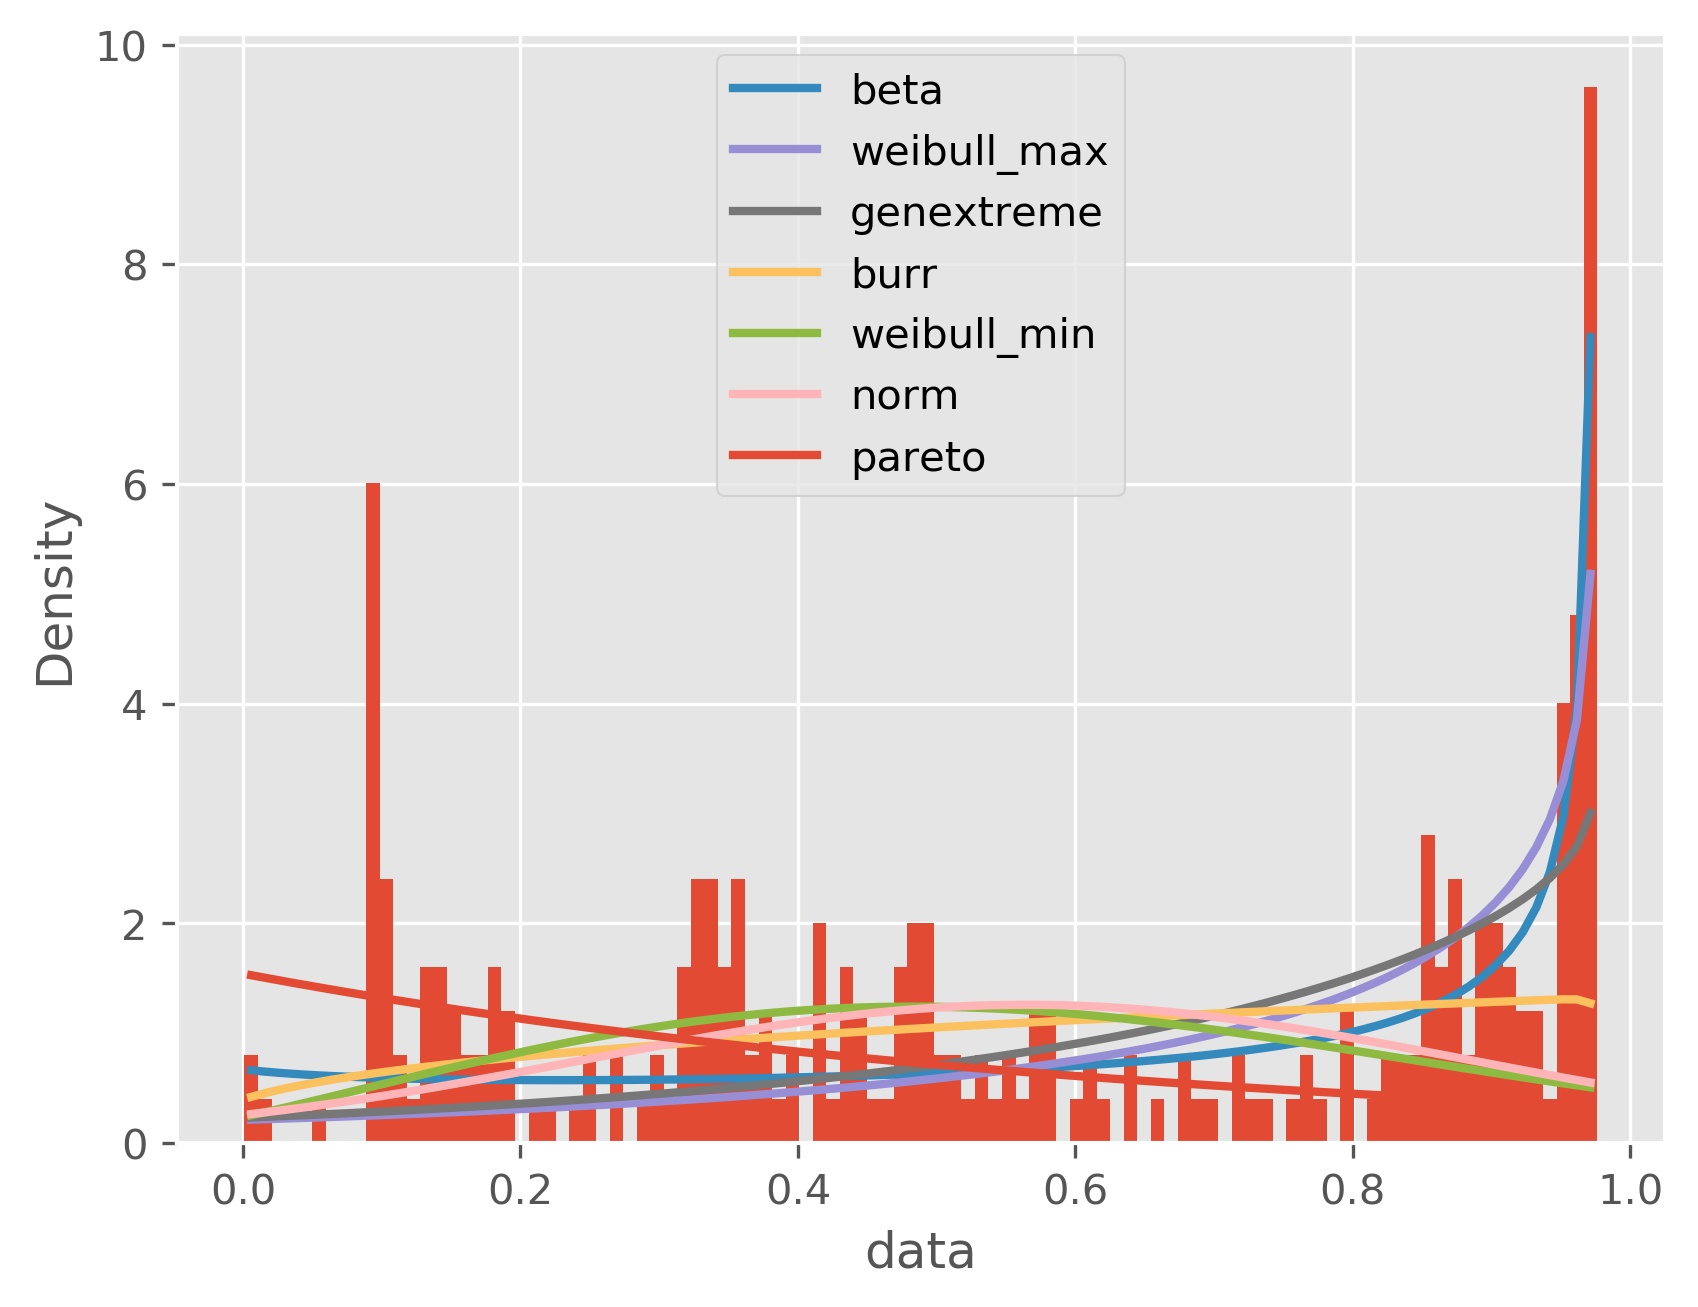 10
8
6
4
2
0
Density
beta
weibull_max
genextreme
burr
weibull_min
norm
pareto
0.0 0.2 0.4 0.6 0.8 1.0
data